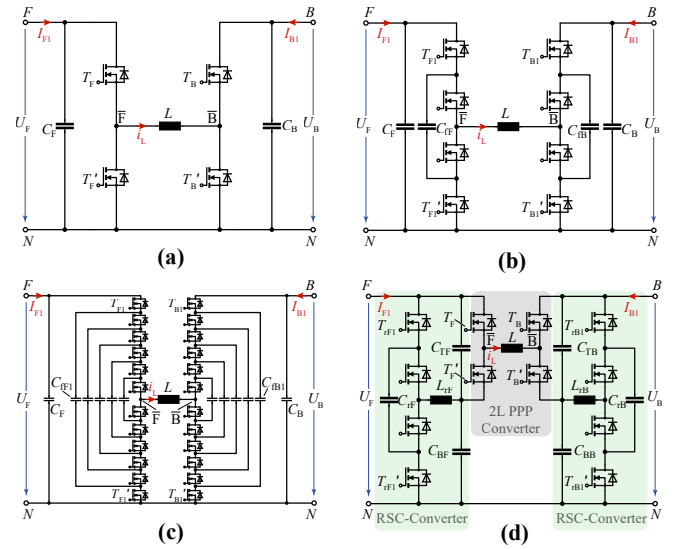 F
B
I_F1
I_B1
T_F
T_B
F̅
L
B̅
U_F
C_F
C_B
U_B
i_L
T_F'
T_B'
N
N
(a)
F
B
I_F1
I_B1
T_F1
T_B1
F̅
L
B̅
U_F
C_F
C_fF
C_fB
C_B
U_B
i_L
T_F1'
T_B1'
N
N
(b)
F
B
I_F1
I_B1
T_F1
T_B1
C_fF1
i_L
L
C_fB1
U_F
C_F
F̅
B̅
C_B
U_B
T_F1'
T_B1'
N
N
(c)
F
B
I_F1
I_B1
T_rF1
T_F
T_B
T_rB1
C_TF
F̅
L
B̅
C_TB
i_L
T_F'
T_B'
U_F
C_rF
L_rF
L_rB
C_rB
U_B
2L PPP
Converter
C_BF
C_BB
T_rF1'
T_rB1'
N
N
RSC-Converter
RSC-Converter
(d)